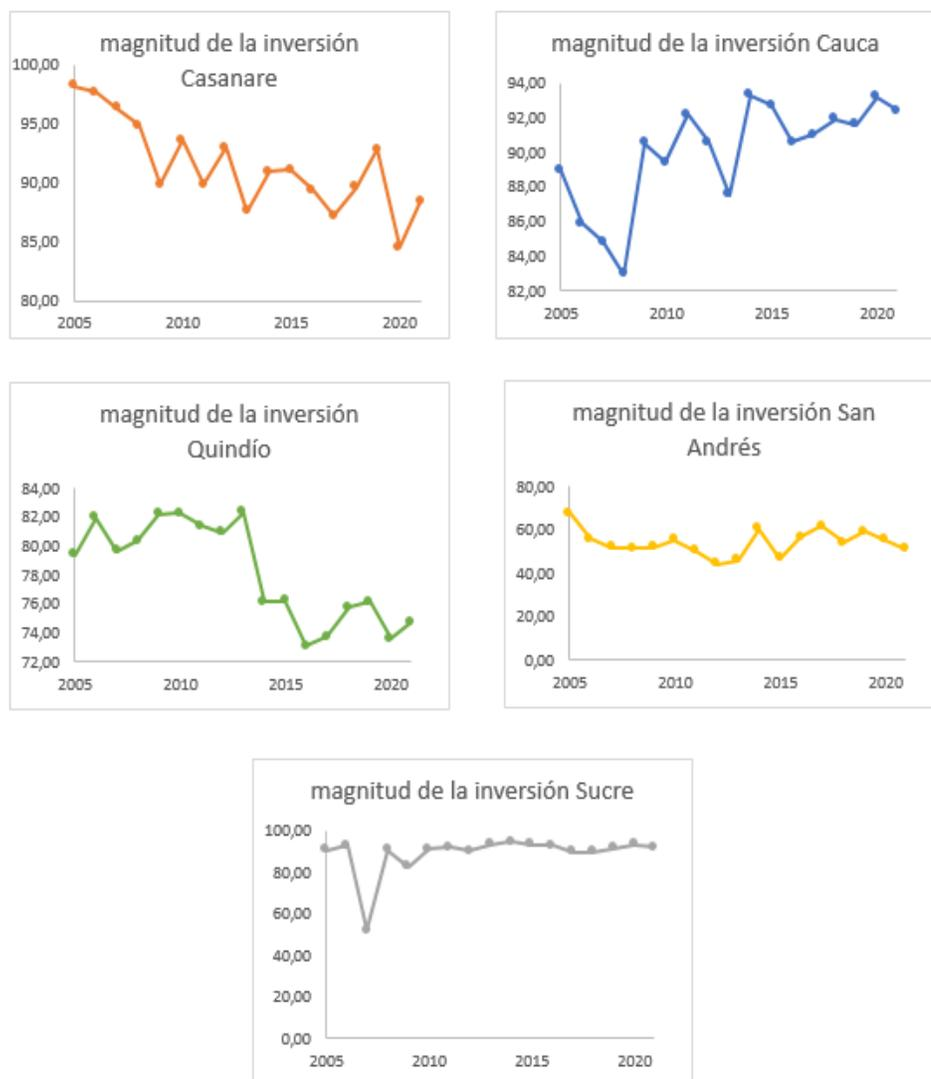 magnitud de la inversión
Casanare
100,00
95,00
90,00
85,00
80,00
2005 2010 2015 2020
magnitud de la inversión Cauca
94,00
92,00
90,00
88,00
86,00
84,00
82,00
2005 2010 2015 2020
magnitud de la inversión
Quindío
84,00
82,00
80,00
78,00
76,00
74,00
72,00
2005 2010 2015 2020
magnitud de la inversión San
Andrés
80,00
60,00
40,00
20,00
0,00
2005 2010 2015 2020
magnitud de la inversión Sucre
100,00
80,00
60,00
40,00
20,00
0,00
2005 2010 2015 2020